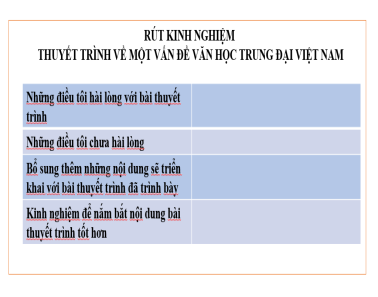 RÚT KINH NGHIỆM
THUYẾT TRÌNH VỀ MỘT VẤN ĐỀ VĂN HỌC TRUNG ĐẠI VIỆT NAM
Những điều tôi hài lòng với bài thuyết
trình
Những điều tôi chưa hài lòng
Bổ sung thêm những nội dung sẽ triển
khai với bài thuyết trình đã trình bày
Kinh nghiệm để nắm bắt nội dung bài
thuyết trình tốt hơn